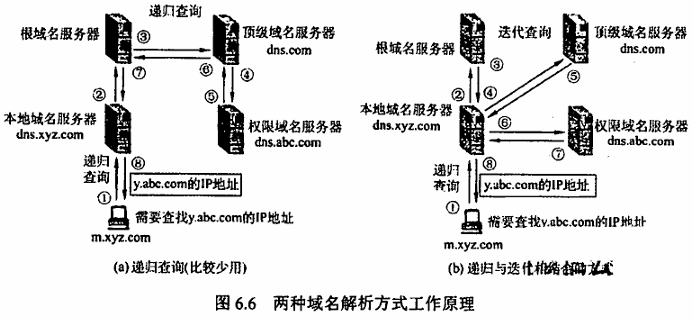 递归查询
根域名服务器
③
顶级域名服务器
dns.com
⑦
⑥
④
②
⑤
本地域名服务器
dns.xyz.com
权限域名服务器
dns.abc.com
递归
查询
⑧
y.abc.com的IP地址
①
需要查找y.abc.com的IP地址
m.xyz.com
(a) 递归查询(比较少用)
迭代查询
根域名服务器
顶级域名服务器
dns.com
③
⑤
②
④
本地域名服务器
dns.xyz.com
⑥
权限域名服务器
dns.abc.com
⑦
递归
查询
⑧
y.abc.com的IP地址
①
需要查找y.abc.com的IP地址
m.xyz.com
(b) 递归与迭代
图 6.6 两种域名解析方式工作原理